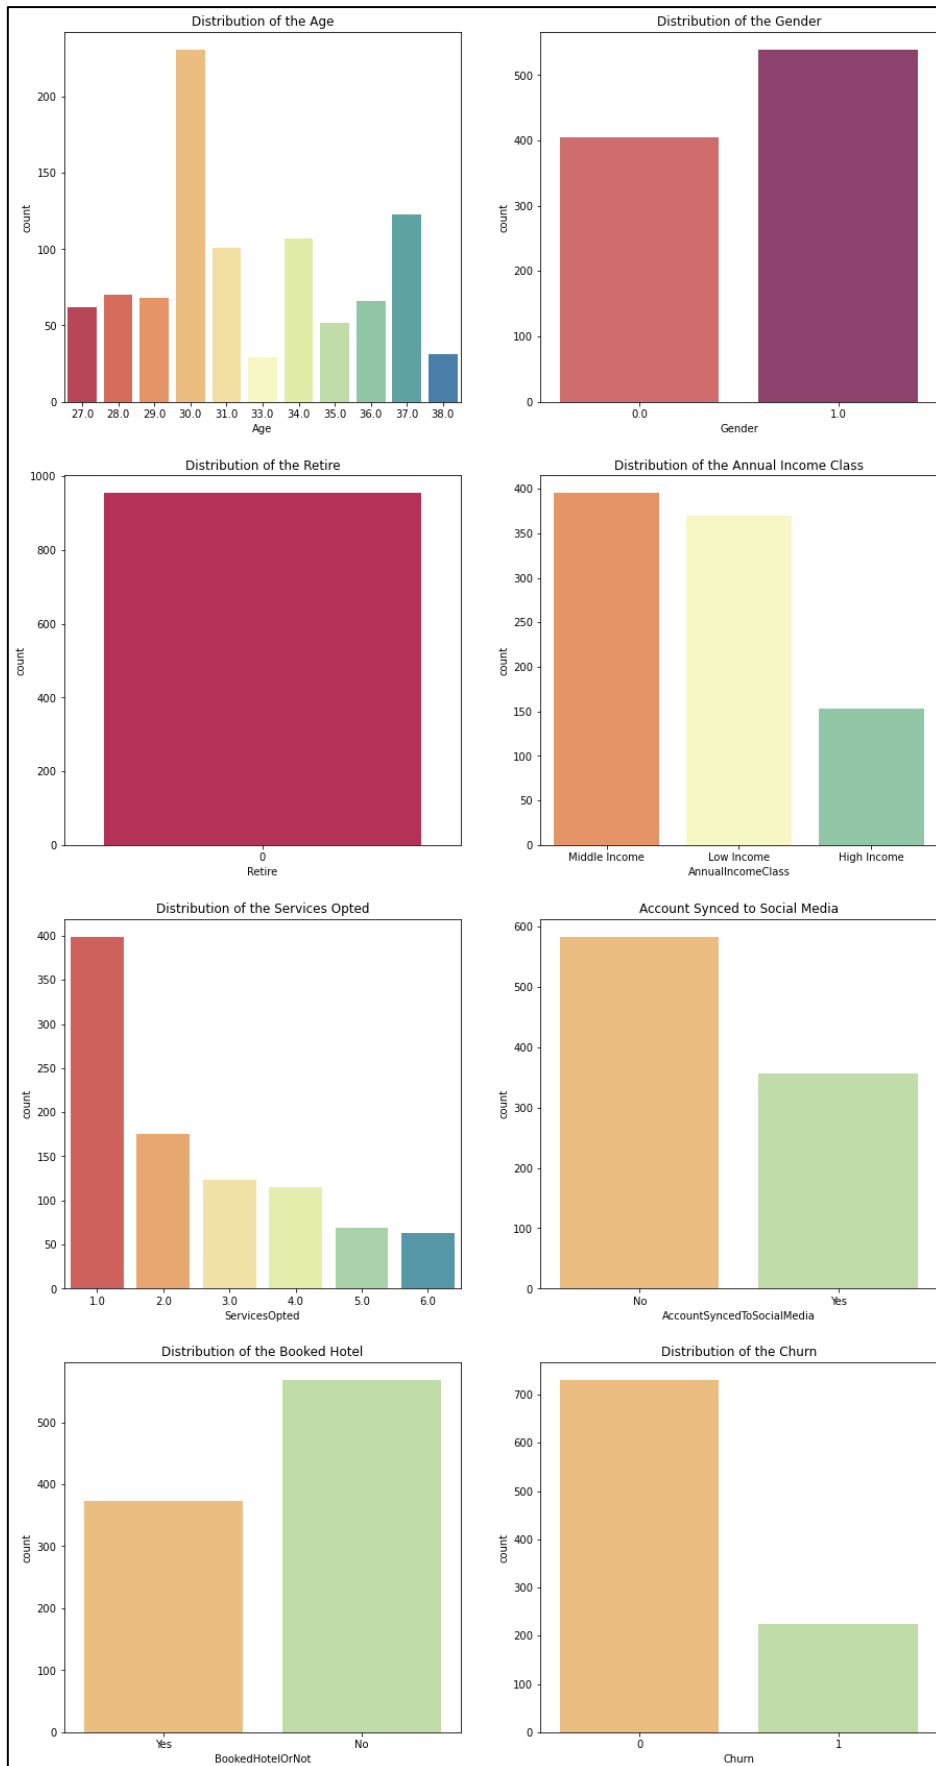 Distribution of the Age
200
150
100
50
0
count
27.0 28.0 29.0 30.0 31.0 33.0 34.0 35.0 36.0 37.0 38.0
Age
Distribution of the Gender
500
400
300
200
100
0
count
0.0 1.0
Gender
Distribution of the Retire
1000
800
600
400
200
0
count
0
Retire
Distribution of the Annual Income Class
400
350
300
250
200
150
100
50
0
count
Middle Income Low Income High Income
AnnualIncomeClass
Distribution of the Services Opted
400
350
300
250
200
150
100
50
0
count
1.0 2.0 3.0 4.0 5.0 6.0
ServicesOpted
Account Synced to Social Media
600
500
400
300
200
100
0
count
No Yes
AccountSyncedToSocialMedia
Distribution of the Booked Hotel
500
400
300
200
100
0
count
Yes No
BookedHotelOrNot
Distribution of the Churn
700
600
500
400
300
200
100
0
count
0 1
Churn